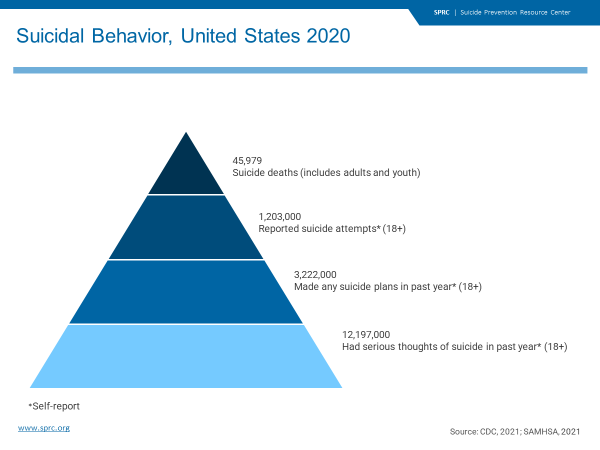 SPRC | Suicide Prevention Resource Center
Suicidal Behavior, United States 2020
45,979
Suicide deaths (includes adults and youth)
1,203,000
Reported suicide attempts* (18+)
3,222,000
Made any suicide plans in past year* (18+)
12,197,000
Had serious thoughts of suicide in past year* (18+)
*Self-report
www.sprc.org
Source: CDC, 2021; SAMHSA, 2021